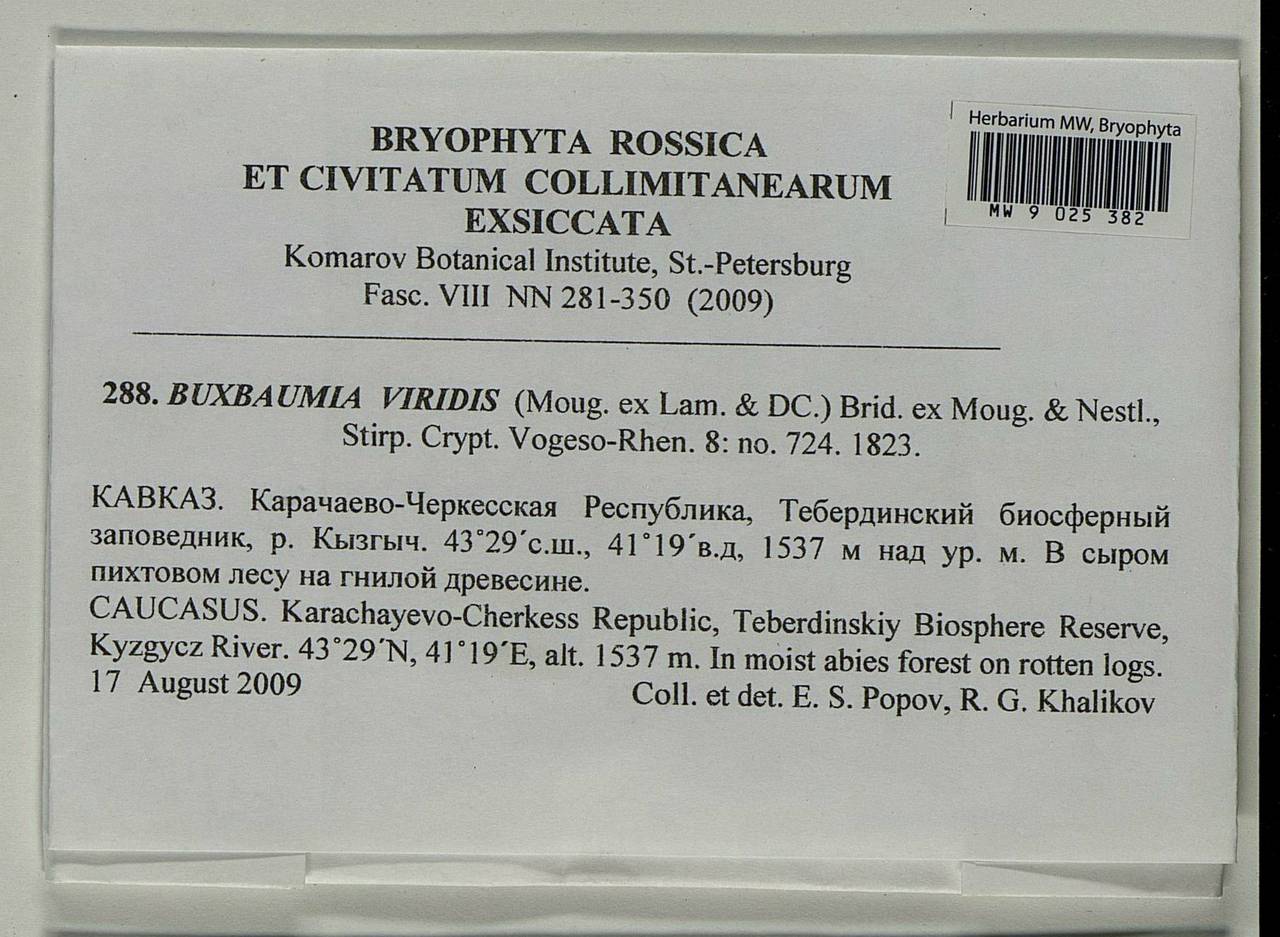 Herbarium MW, Bryophyta
MW 9 025 382
BRYOPHYTA ROSSICA
ET CIVITATUM COLLIMITANEARUM
EXSICCATA
Komarov Botanical Institute, St.-Petersburg
Fasc. VIII NN 281-350 (2009)
288. BUXBAUMIA VIRIDIS (Moug. ex Lam. & DC.) Brid. ex Moug. & Nestl.,
Stirp. Crypt. Vogeso-Rhen. 8: no. 724. 1823.
КАВКАЗ. Карачаево-Черкесская Республика, Тебердинский биосферный
заповедник, р. Кызгыч. 43°29´с.ш., 41°19´в.д, 1537 м над ур. м. В сыром
пихтовом лесу на гнилой древесине.
CAUCASUS. Karachayevo-Cherkess Republic, Teberdinskiy Biosphere Reserve,
Kyzgycz River. 43°29´N, 41°19´E, alt. 1537 m. In moist abies forest on rotten logs.
17 August 2009 Coll. et det. E. S. Popov, R. G. Khalikov